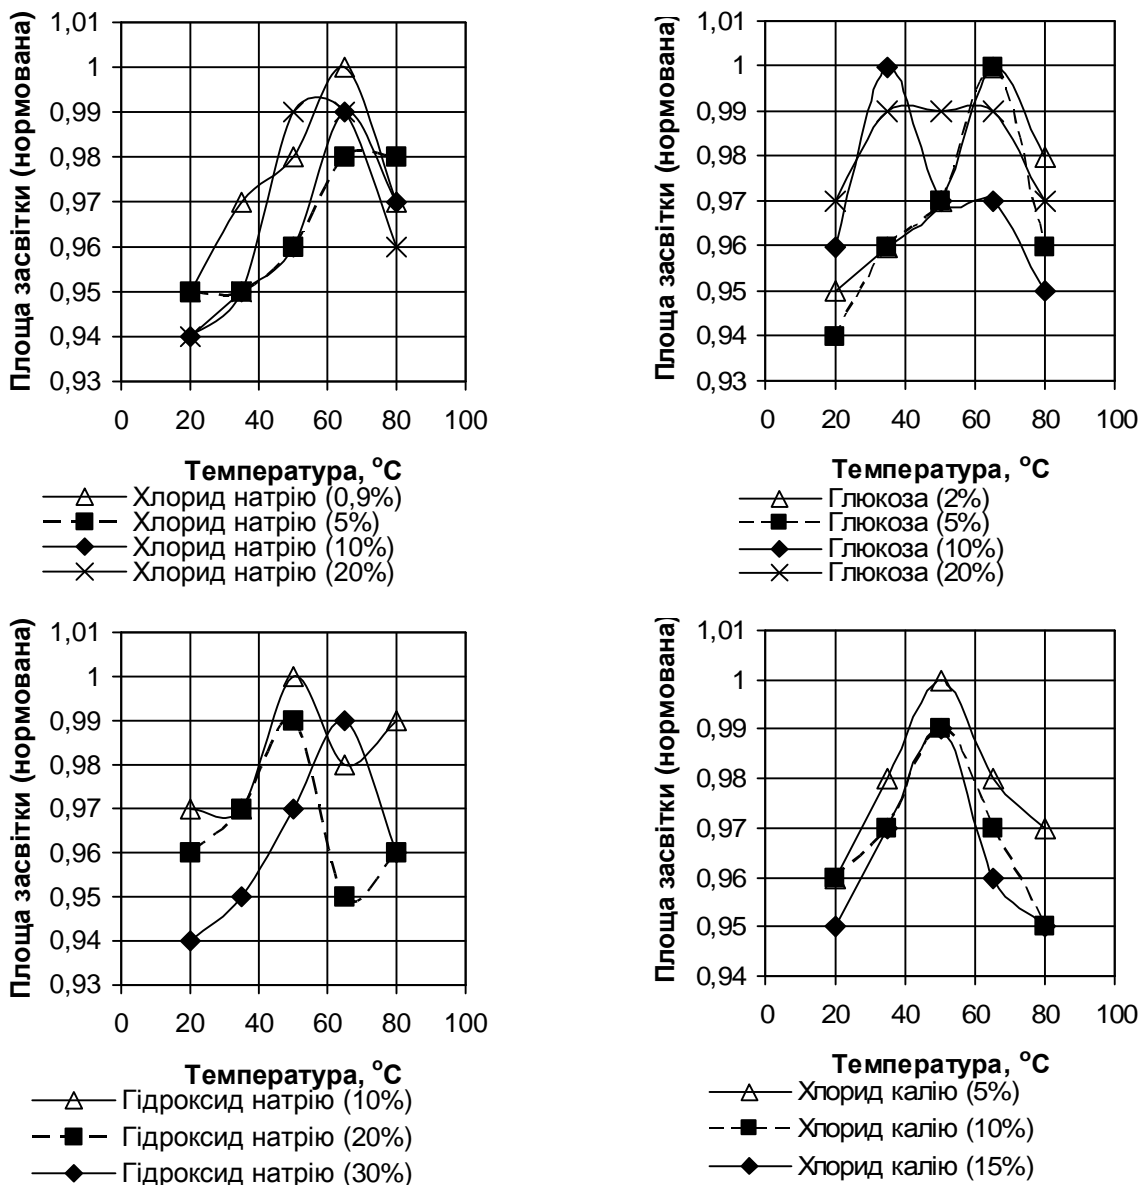 Площа засвітки (нормована)
1,01
1
0,99
0,98
0,97
0,96
0,95
0,94
0,93
0 20 40 60 80 100
Температура, °С
Хлорид натрію (0,9%)
Хлорид натрію (5%)
Хлорид натрію (10%)
Хлорид натрію (20%)
Площа засвітки (нормована)
1,01
1
0,99
0,98
0,97
0,96
0,95
0,94
0,93
0 20 40 60 80 100
Температура, °С
Глюкоза (2%)
Глюкоза (5%)
Глюкоза (10%)
Глюкоза (20%)
Площа засвітки (нормована)
1,01
1
0,99
0,98
0,97
0,96
0,95
0,94
0,93
0 20 40 60 80 100
Температура, °С
Гідроксид натрію (10%)
Гідроксид натрію (20%)
Гідроксид натрію (30%)
Площа засвітки (нормована)
1,01
1
0,99
0,98
0,97
0,96
0,95
0,94
0 20 40 60 80 100
Температура, °С
Хлорид калію (5%)
Хлорид калію (10%)
Хлорид калію (15%)